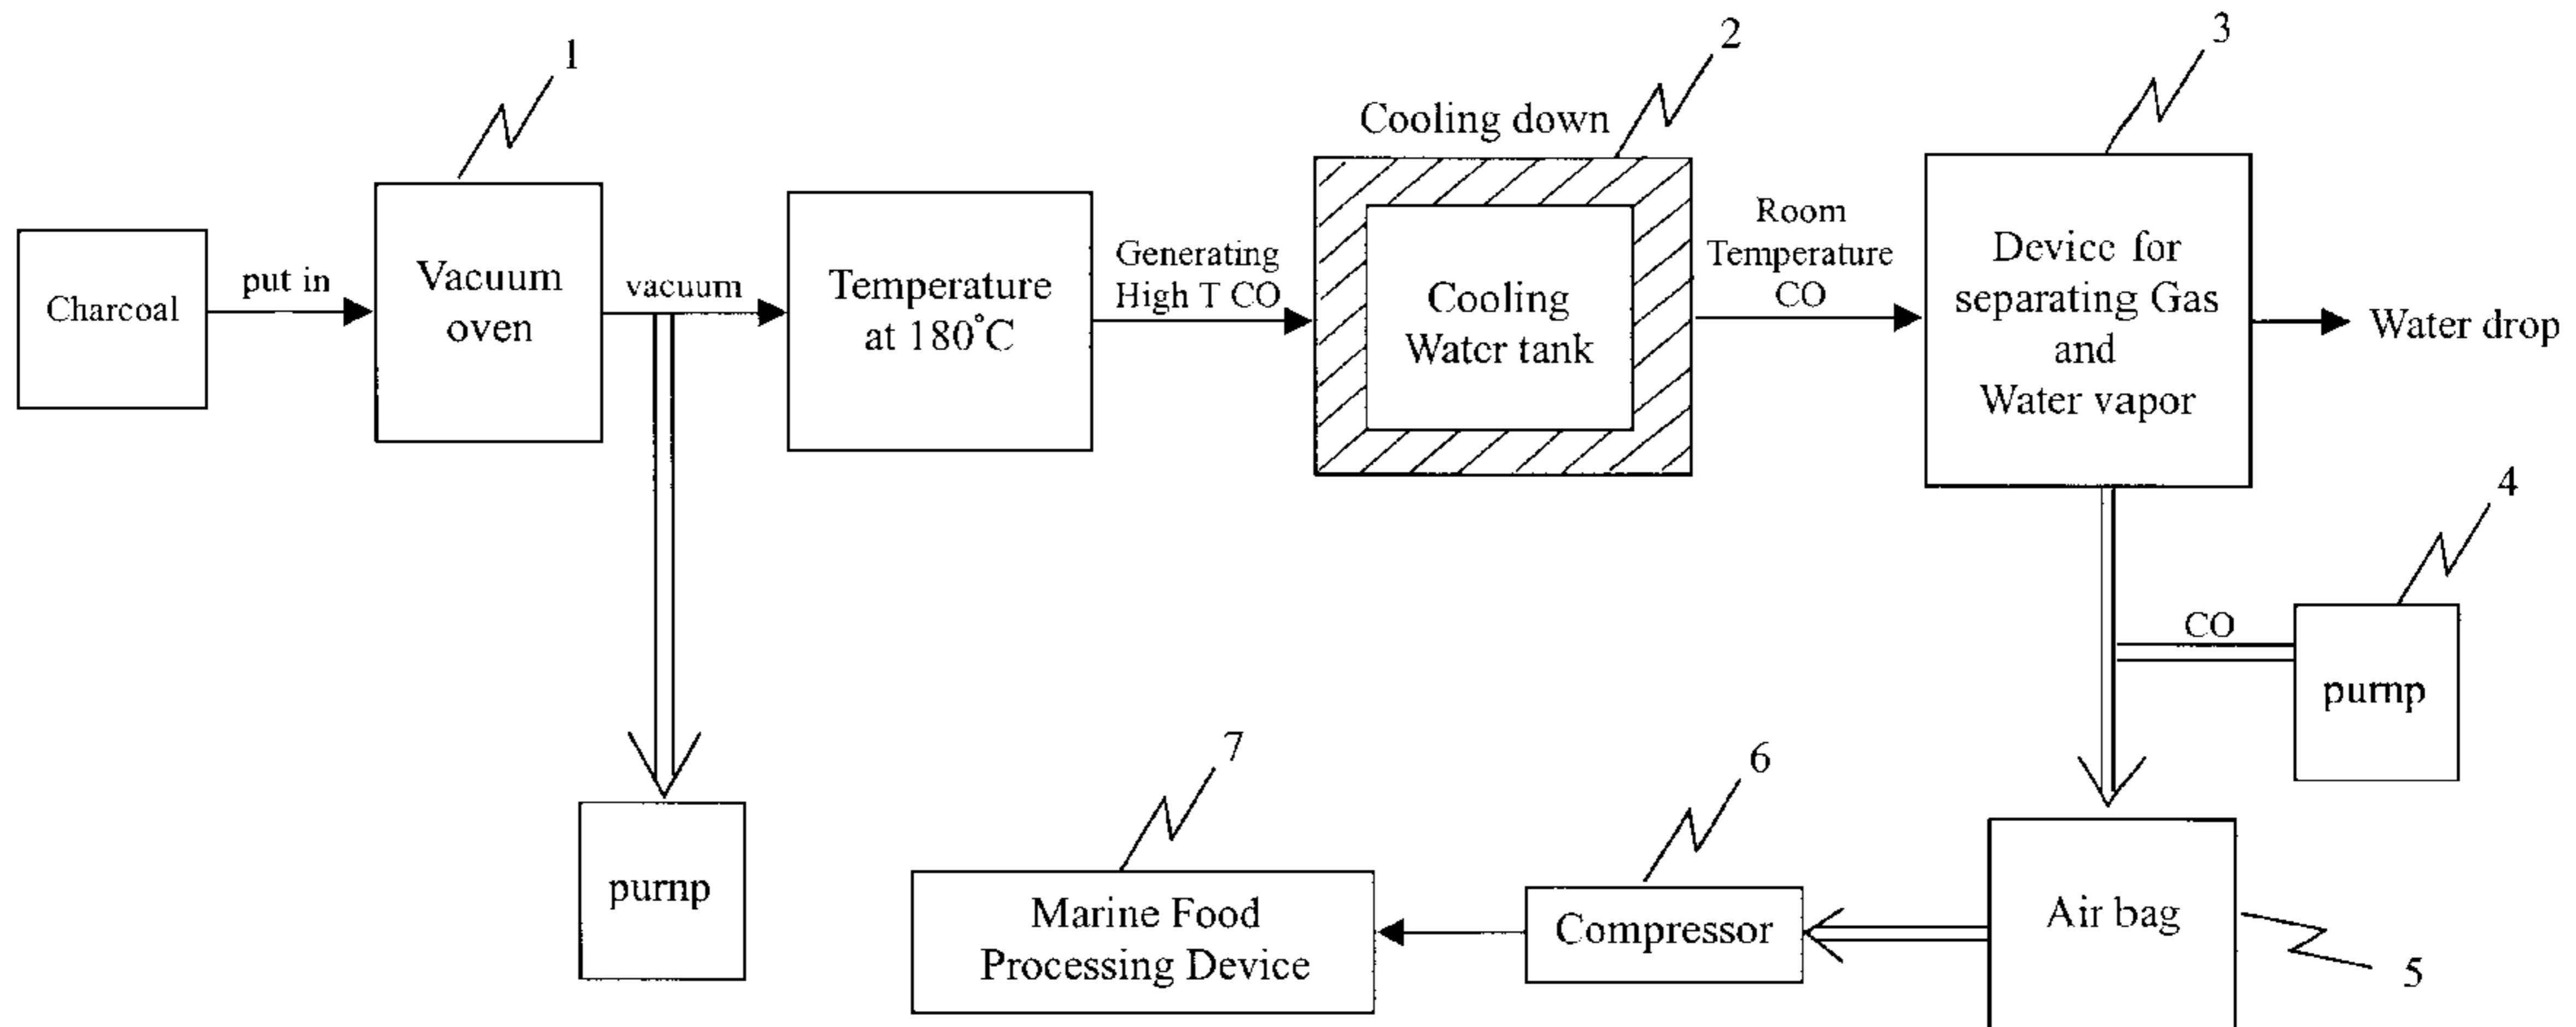 1
2
3
Cooling down
Charcoal
put in
Vacuum
oven
vacuum
Temperature
at 180°C
Generating
High T CO
Cooling
Water tank
Room
Temperature
CO
Device for
separating Gas
and
Water vapor
Water drop
4
CO
pump
7
6
pump
Marine Food
Processing Device
Compressor
Air bag
5